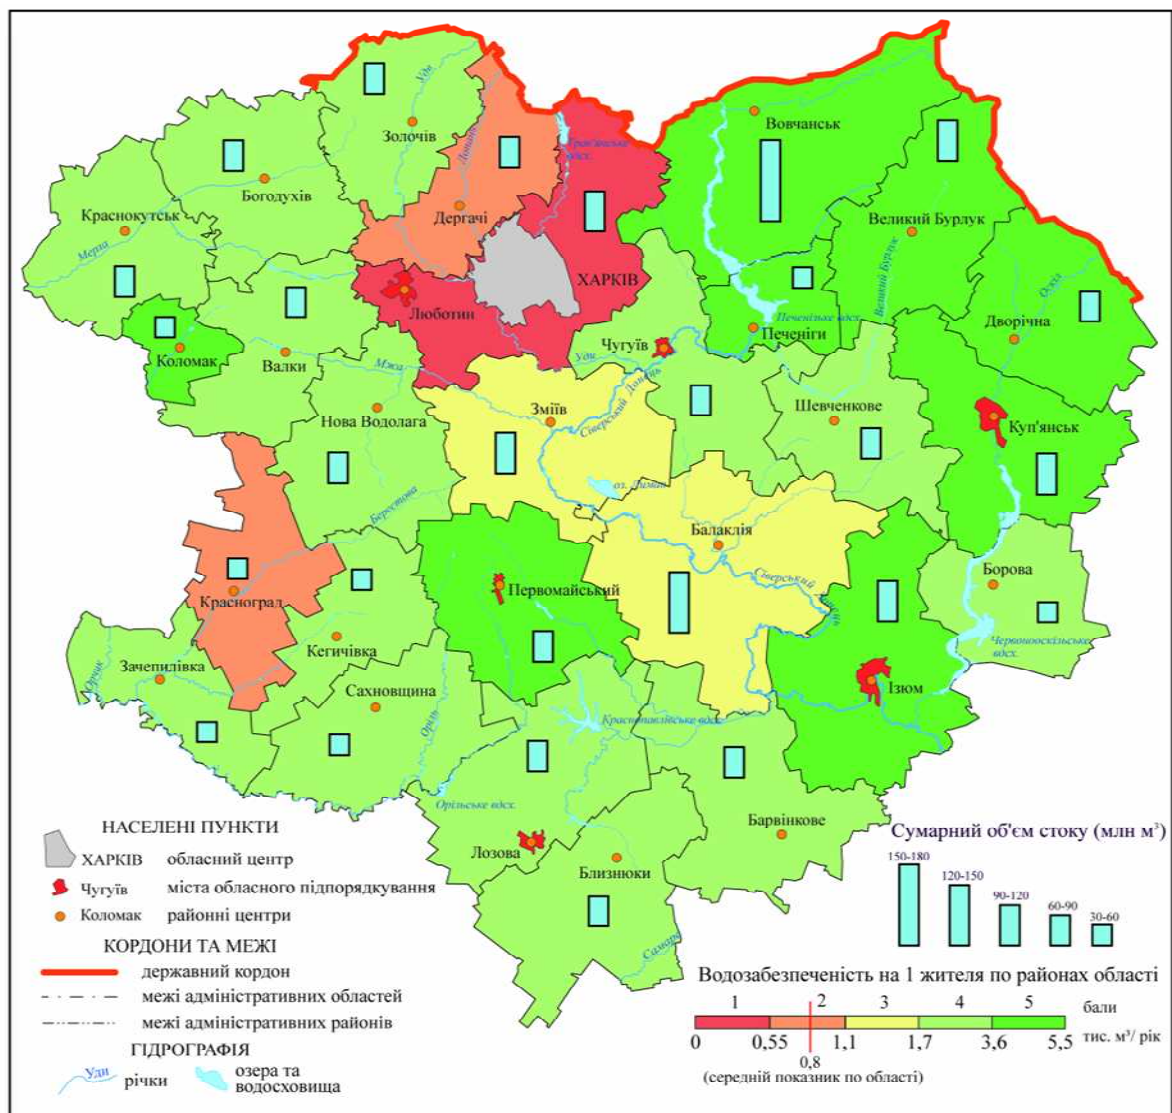 Уди
Золочів
Лопань
Трав'янське
вдсх.
Вовчанськ
Богодухів
Дергачі
Краснокутськ
Мерла
Великий Бурлук
Великий Бурлук
ХАРКІВ
Оскіл
Люботин
Печенізьке вдсх.
Печеніги
Дворічна
Коломак
Валки
Мжа
Уди
Чугуїв
Нова Водолага
Зміїв
Сіверський Донець
Шевченкове
Куп'янськ
оз. Лиман
Берестова
Балаклія
Борова
Красноград
Первомайський
Сіверський Донець
Кегичівка
Червонооскільське
вдсх.
Зачепилівка
Орчик
Сахновщина
Ізюм
Оріль
Краснопавлівське вдсх.
Орільське вдсх.
Барвінкове
Лозова
Близнюки
Самара
НАСЕЛЕНІ ПУНКТИ
ХАРКІВ обласний центр
Чугуїв міста обласного підпорядкування
Коломак районні центри
КОРДОНИ ТА МЕЖІ
державний кордон
межі адміністративних областей
межі адміністративних районів
ГІДРОГРАФІЯ
Уди річки
озера та
водосховища
Сумарний об'єм стоку (млн м³)
150-180
120-150
90-120
60-90
30-60
Водозабезпеченість на 1 жителя по районах області
1 2 3 4 5 бали
0 0,55 1,1 1,7 3,6 5,5 тис. м³/ рік
0,8
(середній показник по області)